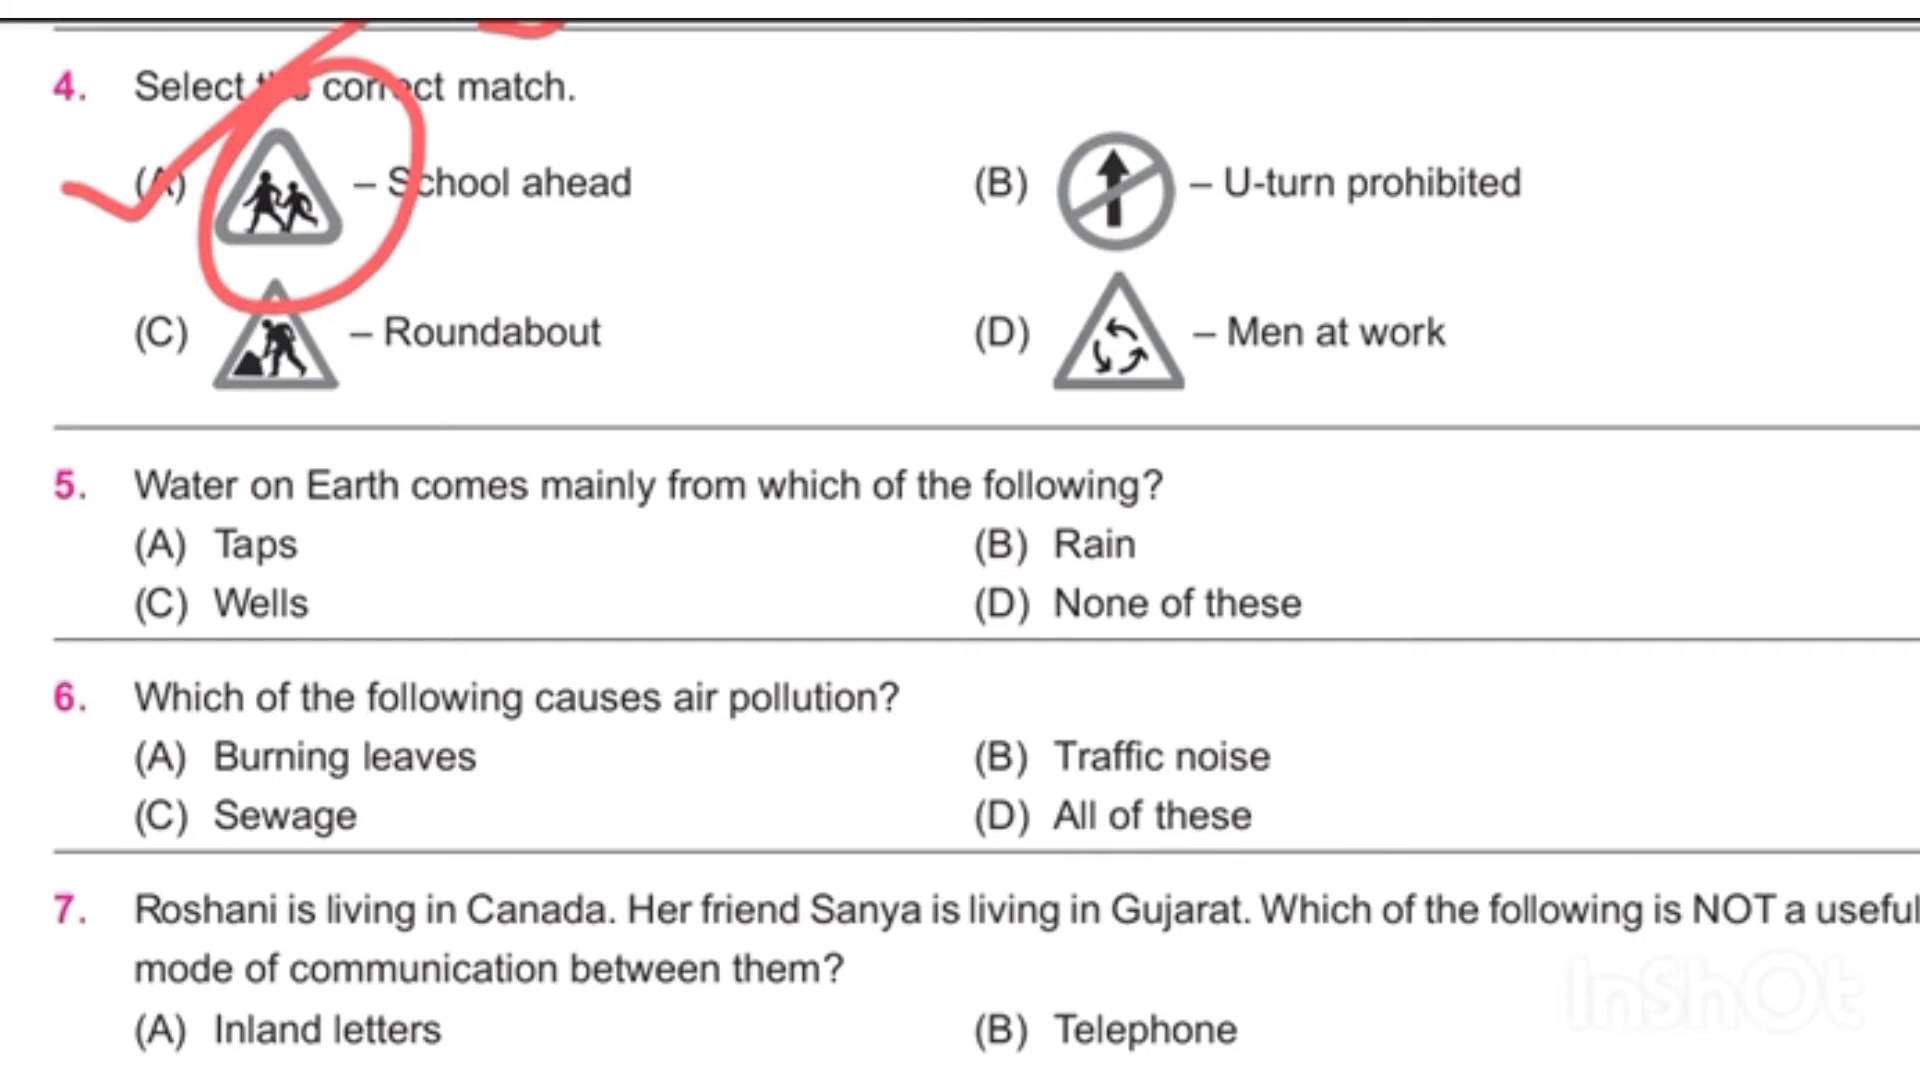 4. Select the correct match.
(A) – School ahead (B) – U-turn prohibited
(C) – Roundabout (D) – Men at work
5. Water on Earth comes mainly from which of the following?
(A) Taps (B) Rain
(C) Wells (D) None of these
6. Which of the following causes air pollution?
(A) Burning leaves (B) Traffic noise
(C) Sewage (D) All of these
7. Roshani is living in Canada. Her friend Sanya is living in Gujarat. Which of the following is NOT a useful
mode of communication between them?
(A) Inland letters (B) Telephone
InShOt